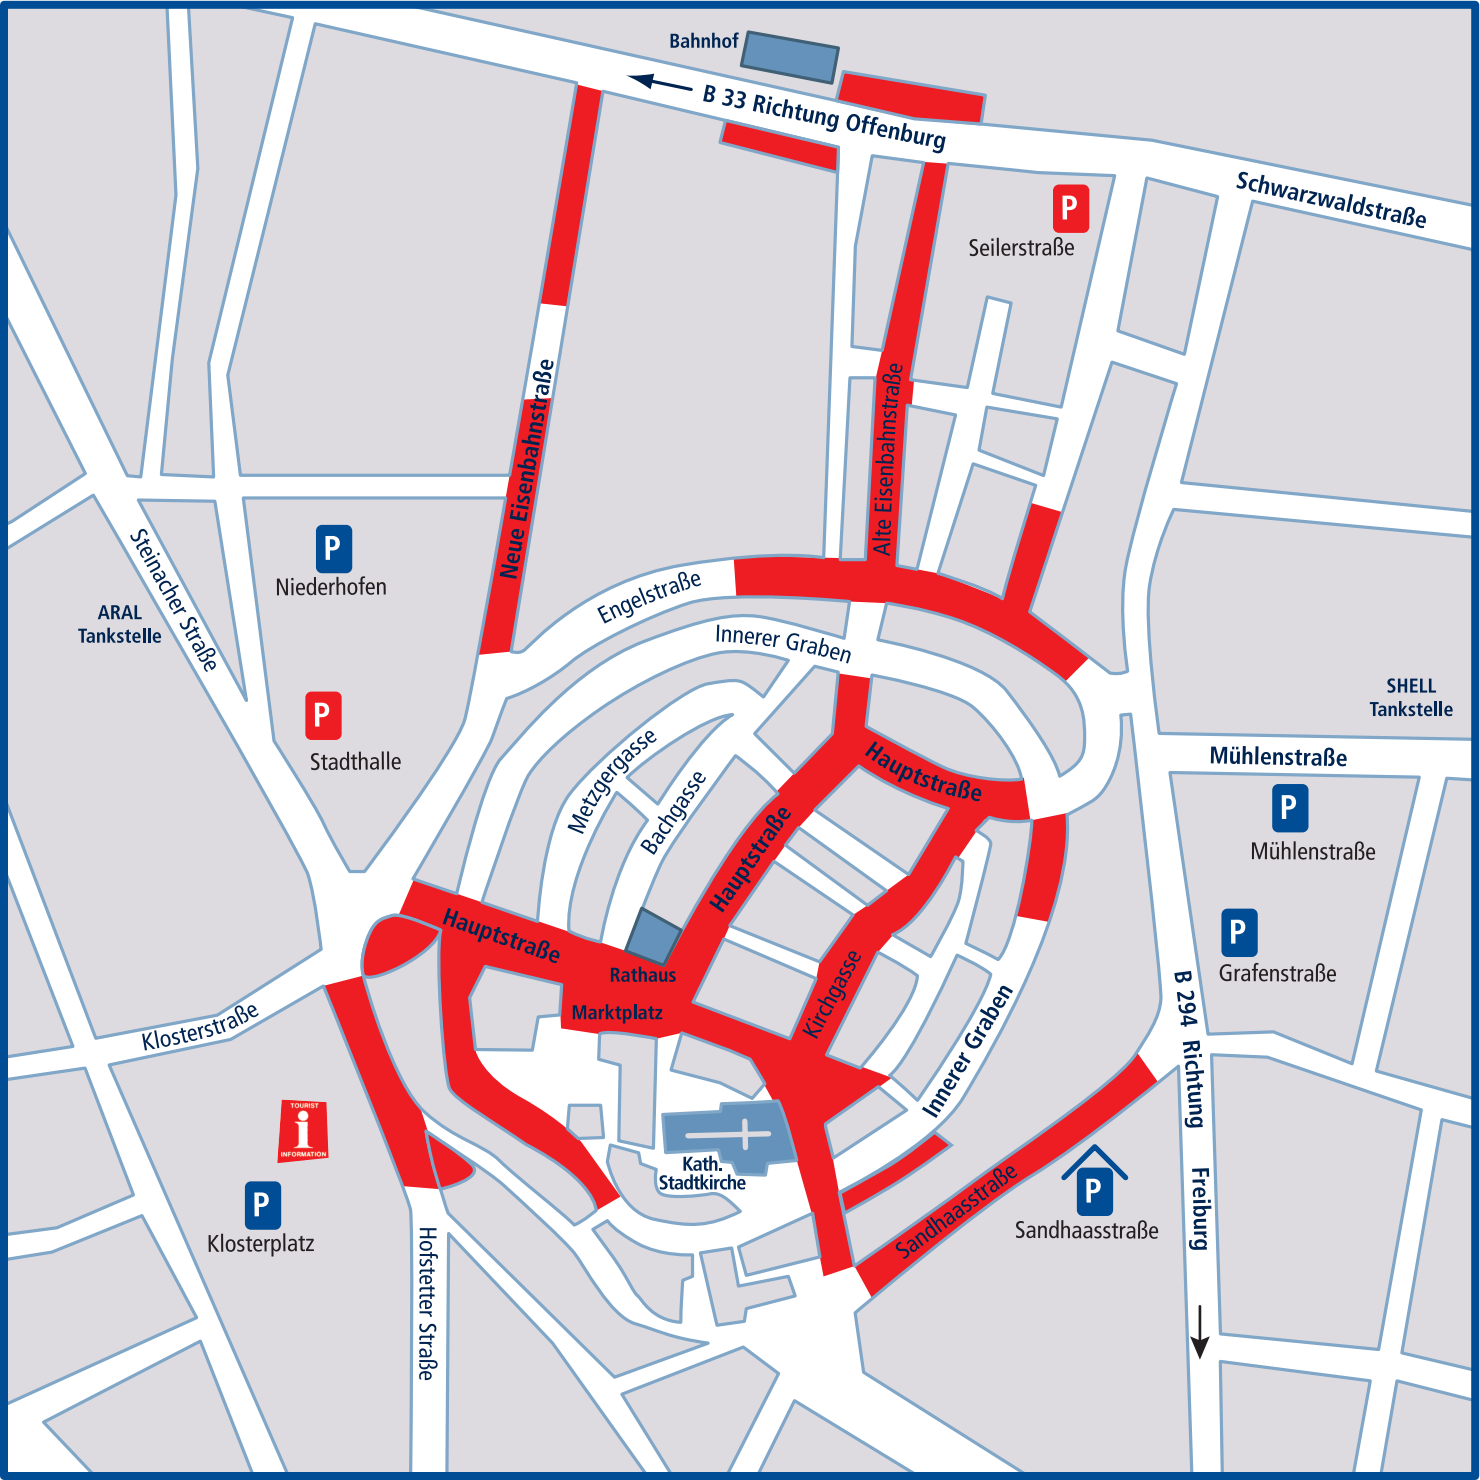 Bahnhof
B 33 Richtung Offenburg
Schwarzwaldstraße
P
Seilerstraße
Neue Eisenbahnstraße
Alte Eisenbahnstraße
Steinacher Straße
P
Niederhofen
ARAL
Tankstelle
Engelstraße
Innerer Graben
P
Stadthalle
SHELL
Tankstelle
Mühlenstraße
P
Mühlenstraße
Metzgergasse
Bachgasse
Hauptstraße
Hauptstraße
Hauptstraße
P
Grafenstraße
Rathaus
Marktplatz
Kirchgasse
Klosterstraße
Innerer Graben
B 294 Richtung Freiburg
TOURIST
i
INFORMATION
Kath.
Stadtkirche
P
Klosterplatz
Sandhaasstraße
P
Sandhaasstraße
Hofstetter Straße